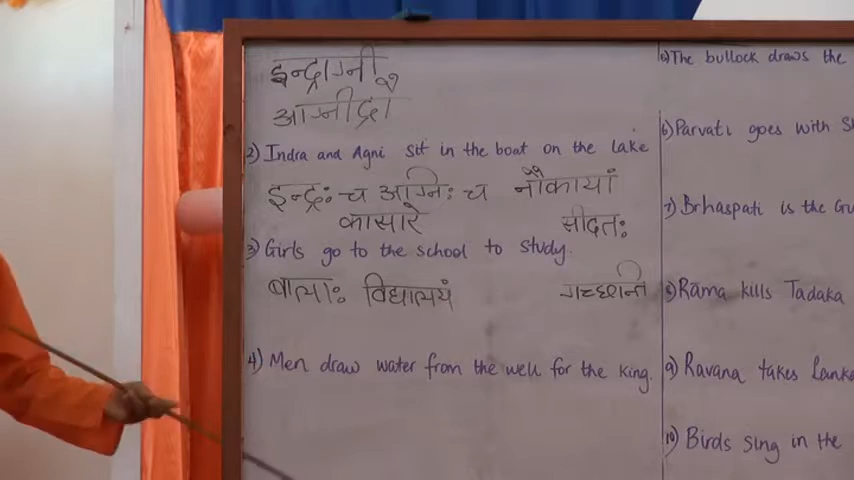 इन्द्राग्नी
आग्नीद्रौ
2) Indra and Agni sit in the boat on the lake
इन्द्रः च अग्निः च नौकायां
कासारे सीदतः
3) Girls go to the school to study.
बालाः विद्यालयं गच्छन्ति
4) Men draw water from the well for the king.
The bullock draws the
6) Parvati goes with
7) Brhaspati is the
8) Rama kills Tadaka
9) Ravana takes
10) Birds sing in the